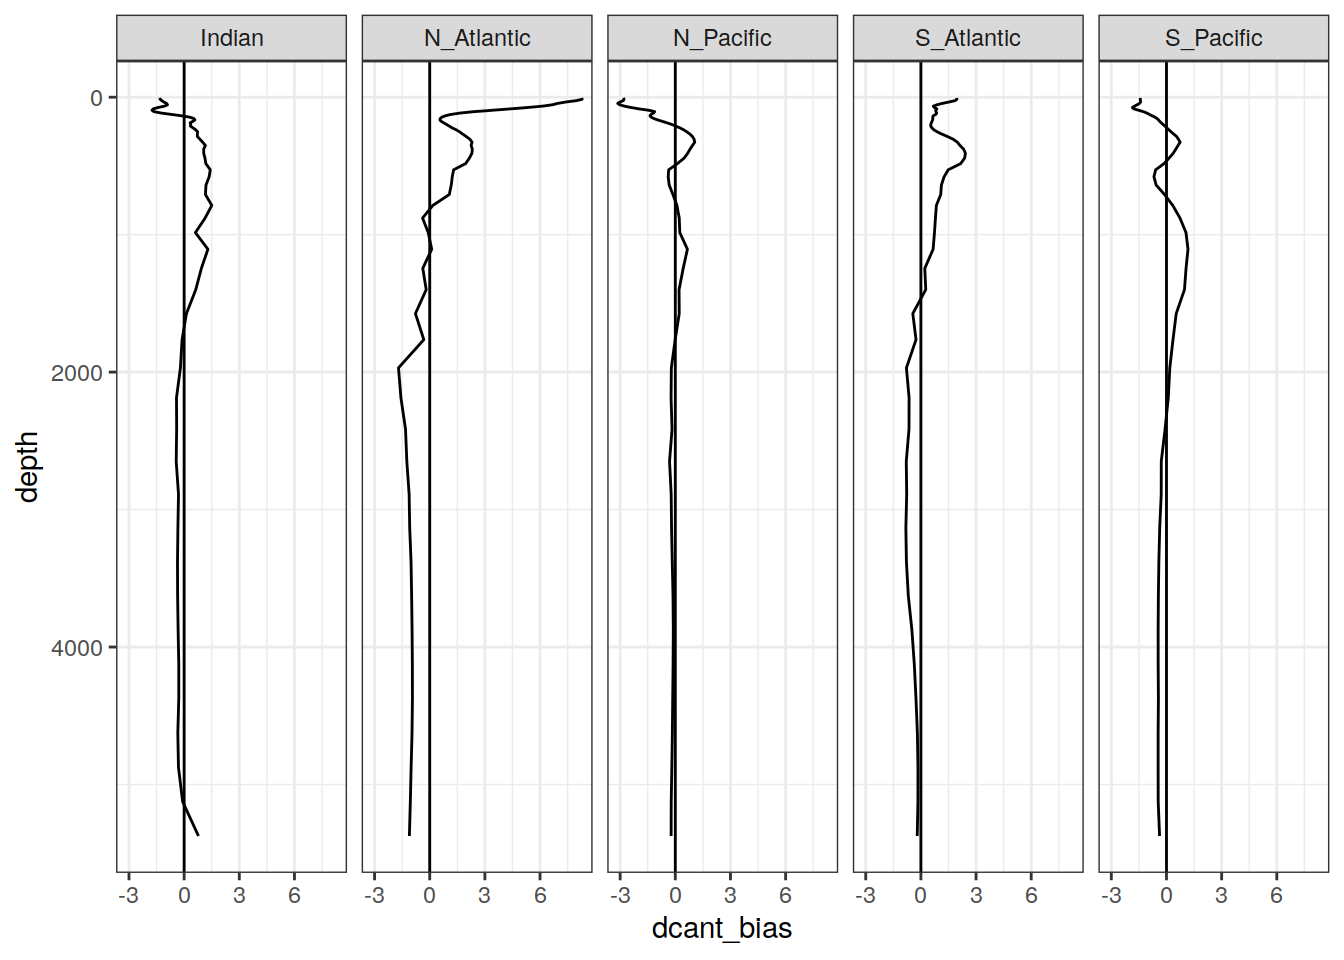 Indian N_Atlantic N_Pacific S_Atlantic S_Pacific
0
2000
4000
depth
-3 0 3 6 -3 0 3 6 -3 0 3 6 -3 0 3 6 -3 0 3 6
dcant_bias